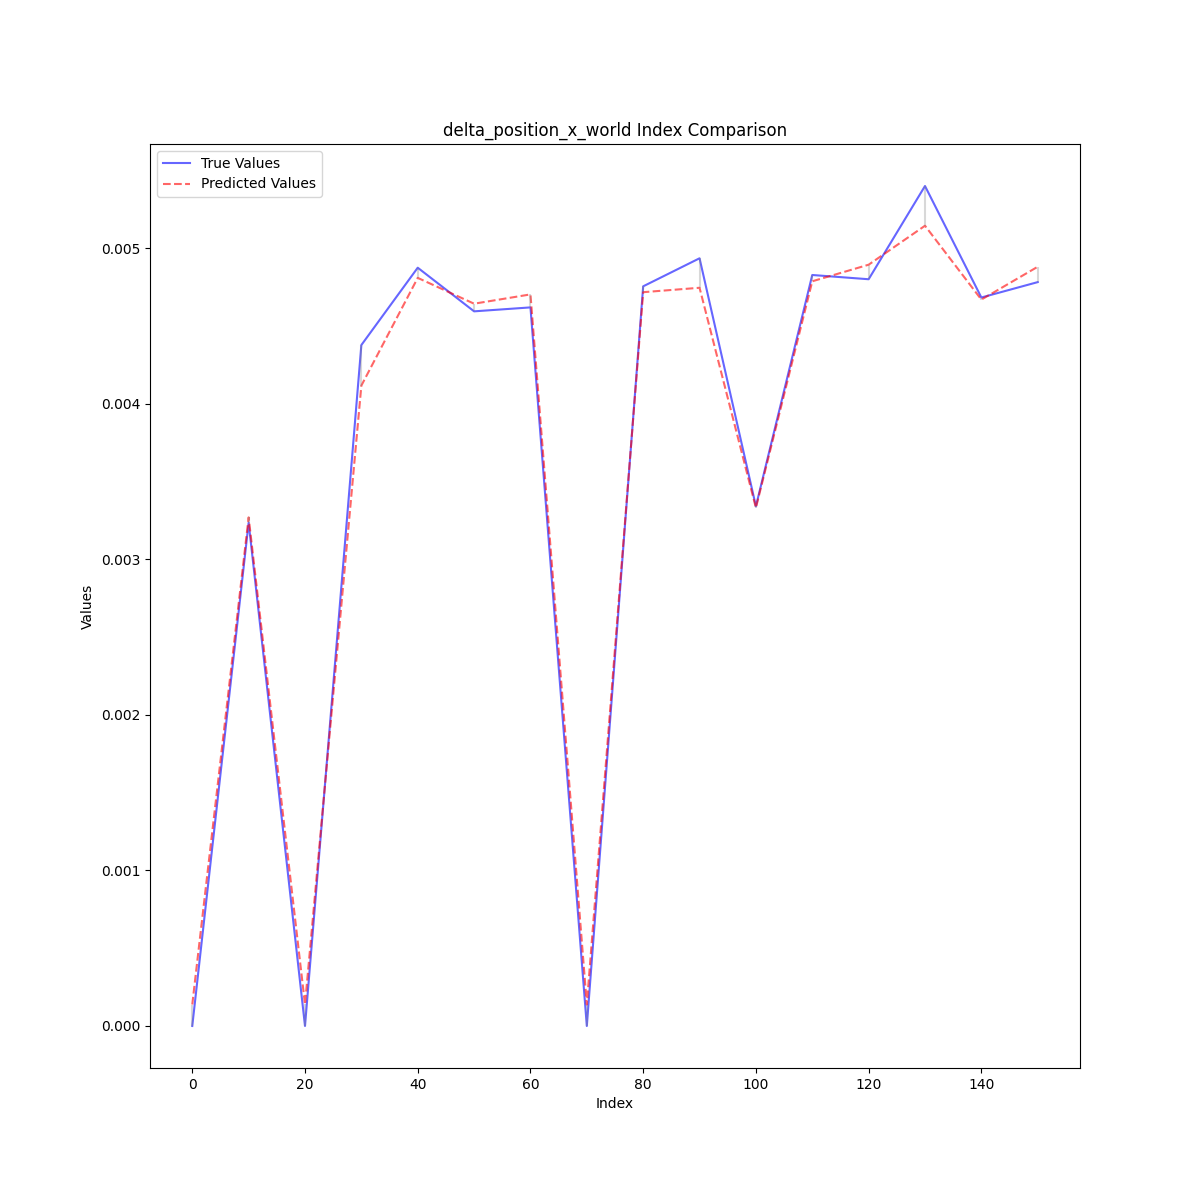 delta_position_x_world Index Comparison
True Values
Predicted Values
0.005
0.004
0.003
0.002
0.001
0.000
Values
0 20 40 60 80 100 120 140
Index